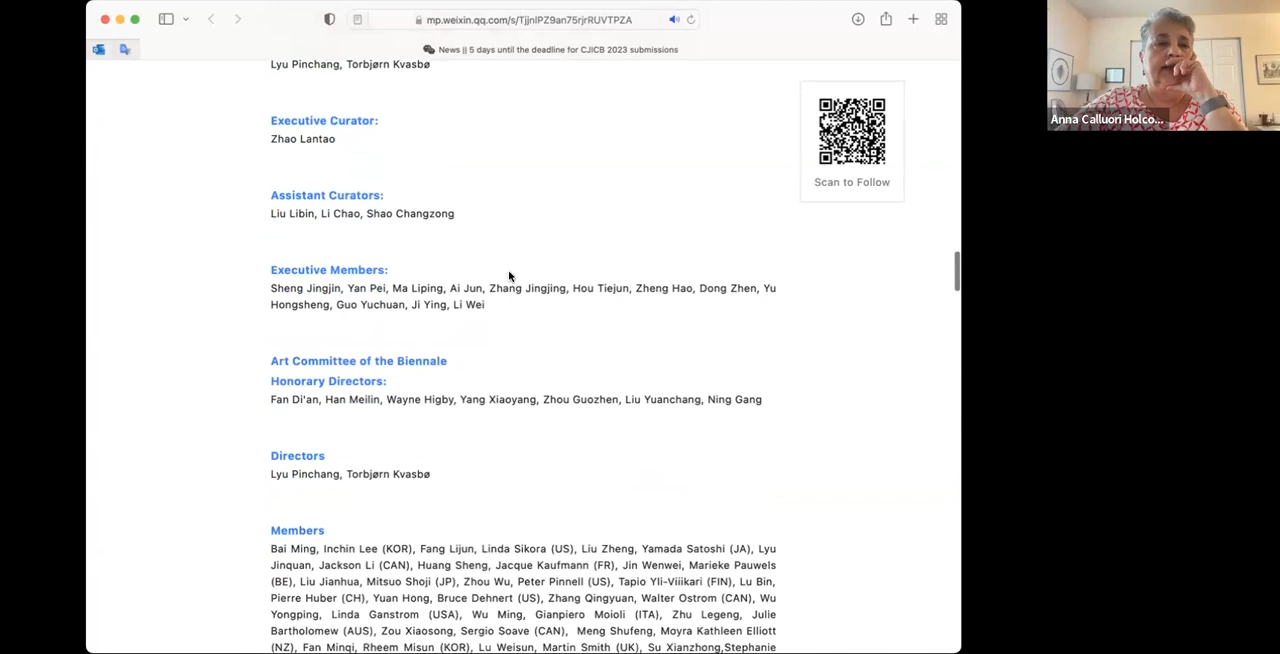 mp.weixin.qq.com/s/TjjnlPZ9an75rjrRUVTPZA
News || 5 days until the deadline for CJICB 2023 submissions
Lyu Pinchang, Torbjørn Kvasbø
Executive Curator:
Zhao Lantao
Scan to Follow
Assistant Curators:
Liu Libin, Li Chao, Shao Changzong
Executive Members:
Sheng Jingjin, Yan Pei, Ma Liping, Ai Jun, Zhang Jingjing, Hou Tiejun, Zheng Hao, Dong Zhen, Yu
Hongsheng, Guo Yuchuan, Ji Ying, Li Wei
Art Committee of the Biennale
Honorary Directors:
Fan Di'an, Han Meilin, Wayne Higby, Yang Xiaoyang, Zhou Guozhen, Liu Yuanchang, Ning Gang
Directors
Lyu Pinchang, Torbjørn Kvasbø
Members
Bai Ming, Inchin Lee (KOR), Fang Lijun, Linda Sikora (US), Liu Zheng, Yamada Satoshi (JA), Lyu
Jinquan, Jackson Li (CAN), Huang Sheng, Jacque Kaufmann (FR), Jin Wenwei, Marieke Pauwels
(BE), Liu Jianhua, Mitsuo Shoji (JP), Zhou Wu, Peter Pinnell (US), Tapio Yli-Viiikari (FIN), Lu Bin,
Pierre Huber (CH), Yuan Hong, Bruce Dehnert (US), Zhang Qingyuan, Walter Ostrom (CAN), Wu
Yongping, Linda Ganstrom (USA), Wu Ming, Gianpiero Moioli (ITA), Zhu Legeng, Julie
Bartholomew (AUS), Zou Xiaosong, Sergio Soave (CAN), Meng Shufeng, Moyra Kathleen Elliott
(NZ), Fan Minqi, Rheem Misun (KOR), Lu Weisun, Martin Smith (UK), Su Xianzhong,Stephanie
Anna Calluori Holco...